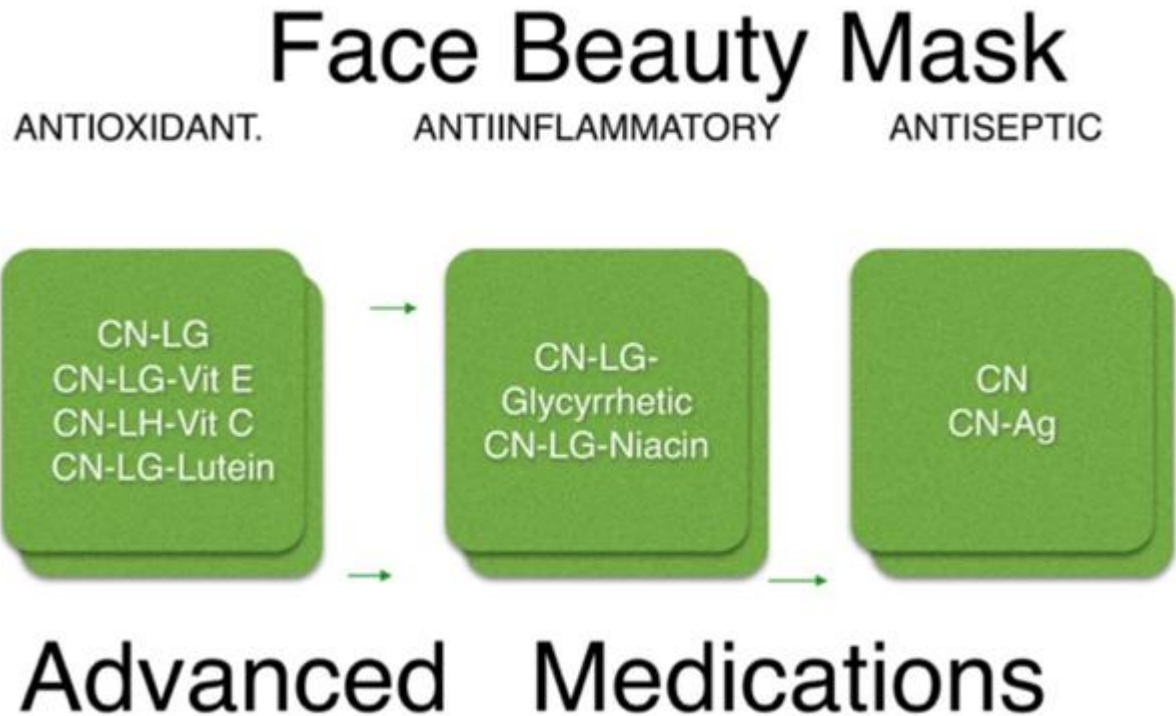 Face Beauty Mask
ANTIOXIDANT.
ANTIINFLAMMATORY
ANTISEPTIC
CN-LG
CN-LG-Vit E
CN-LH-Vit C
CN-LG-Lutein
CN-LG-
Glycyrrhetic
CN-LG-Niacin
CN
CN-Ag
Advanced Medications